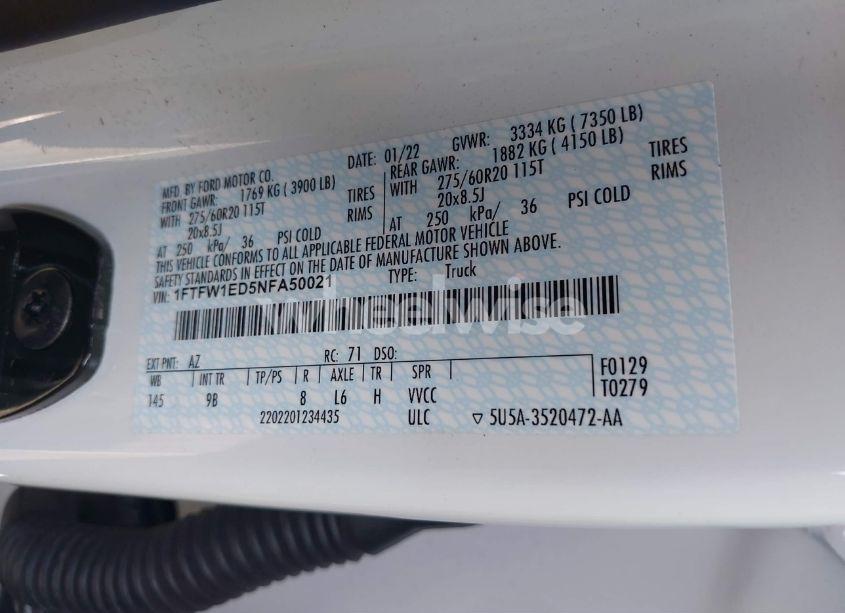 MFD. BY FORD MOTOR CO.
DATE: 01/22 GVWR: 3334 KG ( 7350 LB)
FRONT GAWR: 1769 KG ( 3900 LB)
REAR GAWR: 1882 KG ( 4150 LB)
WITH 275/60R20 115T TIRES
WITH 275/60R20 115T TIRES
20x8.5J RIMS
20x8.5J RIMS
AT 250 kPa/ 36 PSI COLD
AT 250 kPa/ 36 PSI COLD
THIS VEHICLE CONFORMS TO ALL APPLICABLE FEDERAL MOTOR VEHICLE
SAFETY STANDARDS IN EFFECT ON THE DATE OF MANUFACTURE SHOWN ABOVE.
VIN: 1FTFW1ED5NFA50021 TYPE: Truck
wheelwise
EXT PNT: AZ RC: 71 DSO:
WB INT TR TP/PS R AXLE TR SPR
145 9B 8 L6 H VVCC
F0129
T0279
2202201234435 ULC ▽ 5U5A-3520472-AA